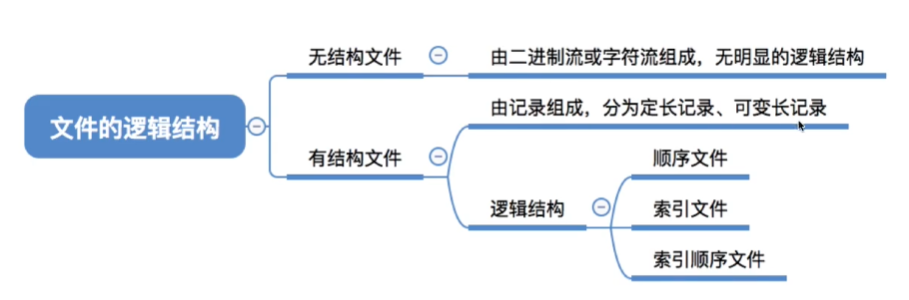 文件的逻辑结构
无结构文件
由二进制流或字符流组成，无明显的逻辑结构
有结构文件
由记录组成，分为定长记录、可变长记录
逻辑结构
顺序文件
索引文件
索引顺序文件